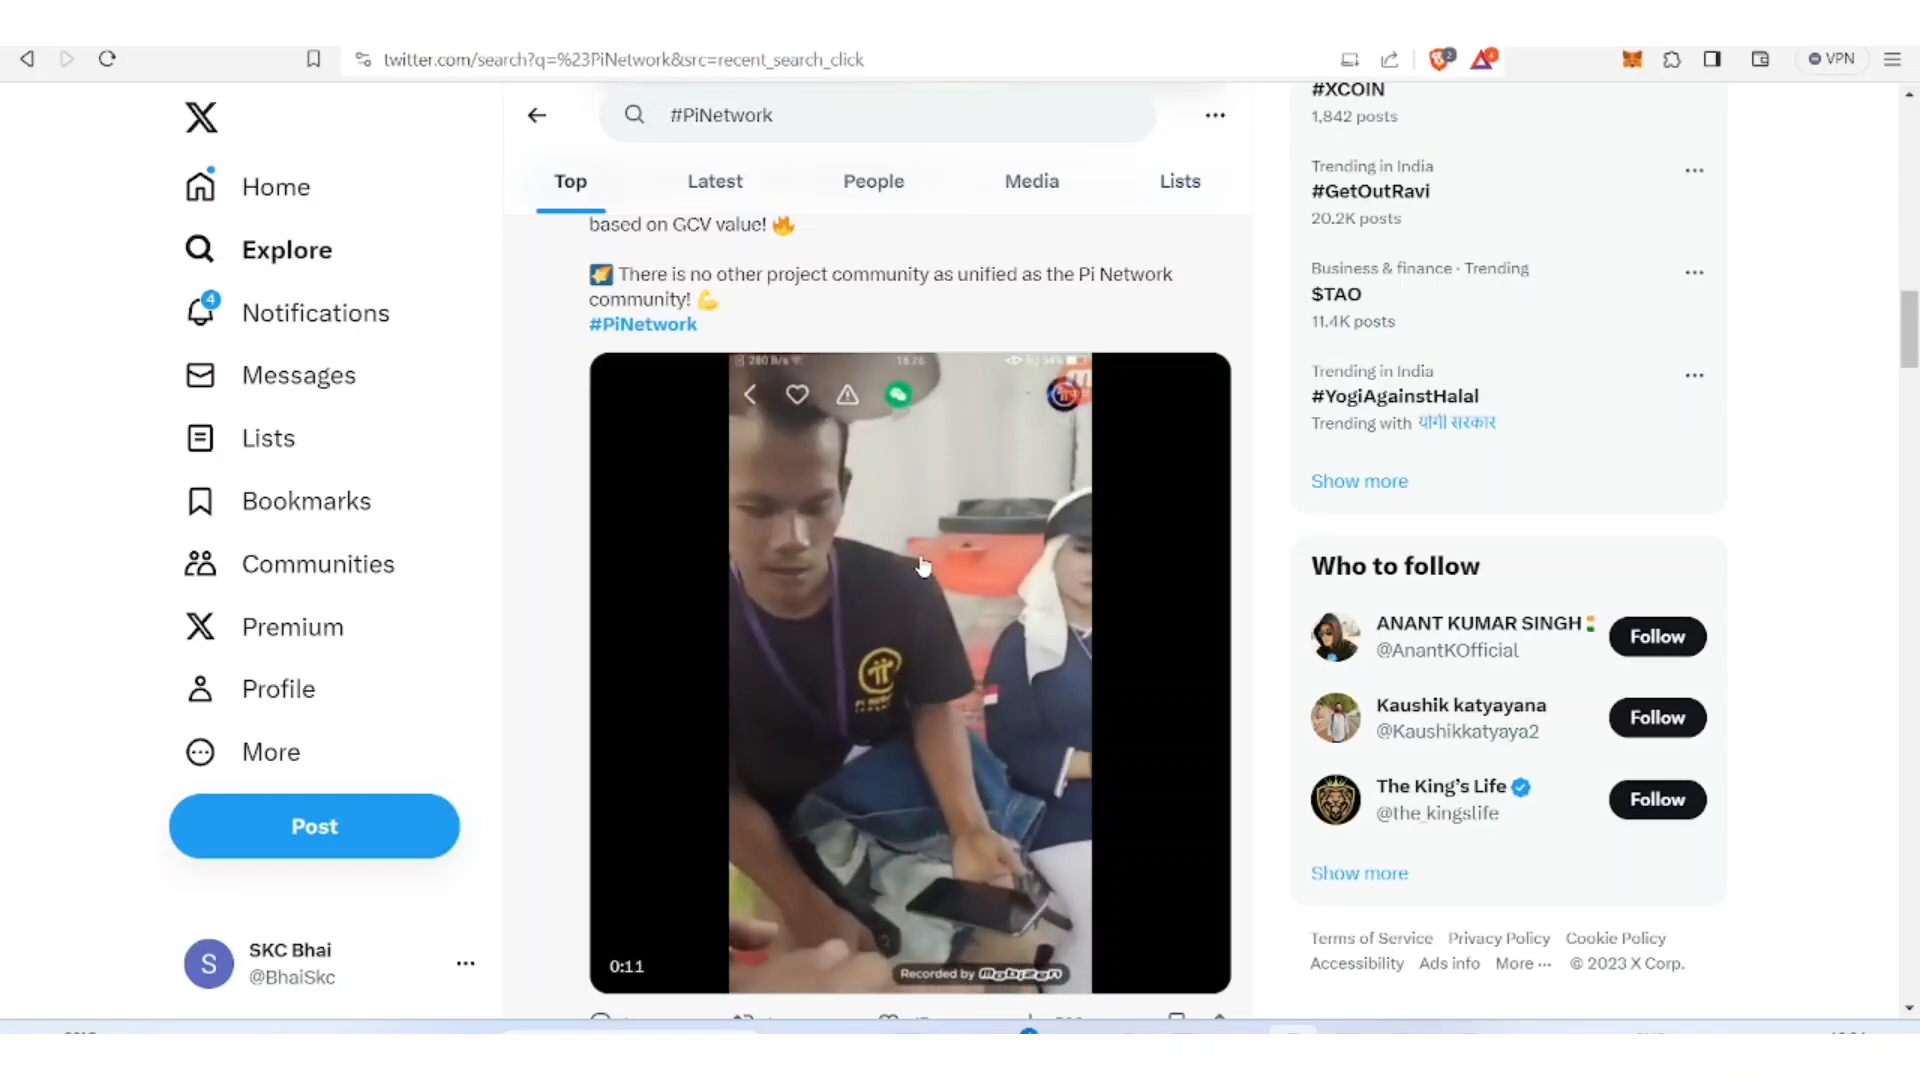 twitter.com/search?q=%23PiNetwork&src=recent_search_click
2
4
VPN
Home
Explore
4
Notifications
Messages
Lists
Bookmarks
Communities
Premium
Profile
More
Post
S
SKC Bhai
@BhaiSkc
#PiNetwork
Top
Latest
People
Media
Lists
based on GCV value! 🔥
There is no other project community as unified as the Pi Network
community! 💪
#PiNetwork
280 B/s
0:11
Recorded by Mobizen
#XCOIN
1,842 posts
Trending in India
#GetOutRavi
20.2K posts
Business & finance · Trending
$TAO
11.4K posts
Trending in India
#YogiAgainstHalal
Trending with योगी सरकार
Show more
Who to follow
ANANT KUMAR SINGH
@AnantKOfficial
Follow
Kaushik katyayana
@Kaushikkatyaya2
Follow
The King's Life
@the_kingslife
Follow
Show more
Terms of Service Privacy Policy Cookie Policy
Accessibility Ads info More ··· © 2023 X Corp.